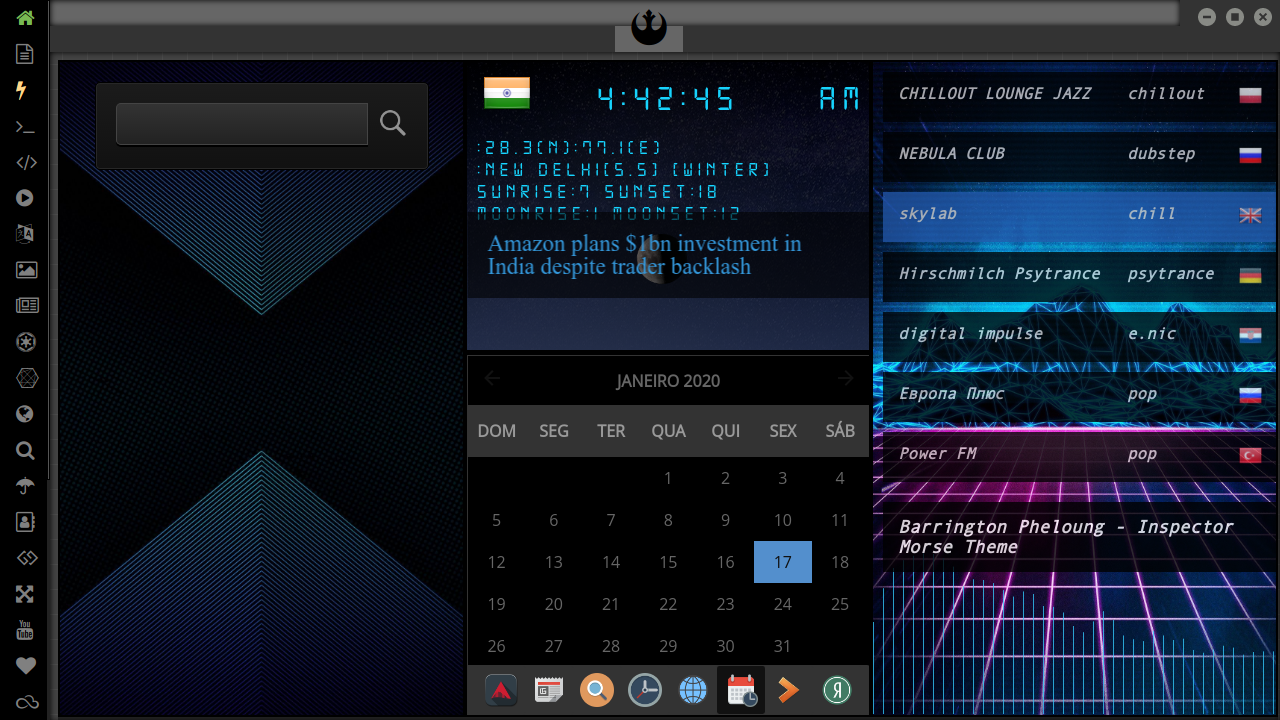 4:42:45 AM
:28.3(N):77.1(E)
:NEW DELHI(5.5) (WINTER)
SUNRISE:7 SUNSET:18
MOONRISE:1 MOONSET:12
Amazon plans $1bn investment in
India despite trader backlash
JANEIRO 2020
DOM SEG TER QUA QUI SEX SÁB
1 2 3 4
5 6 7 8 9 10 11
12 13 14 15 16 17 18
19 20 21 22 23 24 25
26 27 28 29 30 31
CHILLOUT LOUNGE JAZZ chillout
NEBULA CLUB dubstep
skylab chill
Hirschmilch Psytrance psytrance
digital impulse e.nic
Европа Плюс pop
Power FM pop
Barrington Pheloung - Inspector
Morse Theme
You
Tube
Я